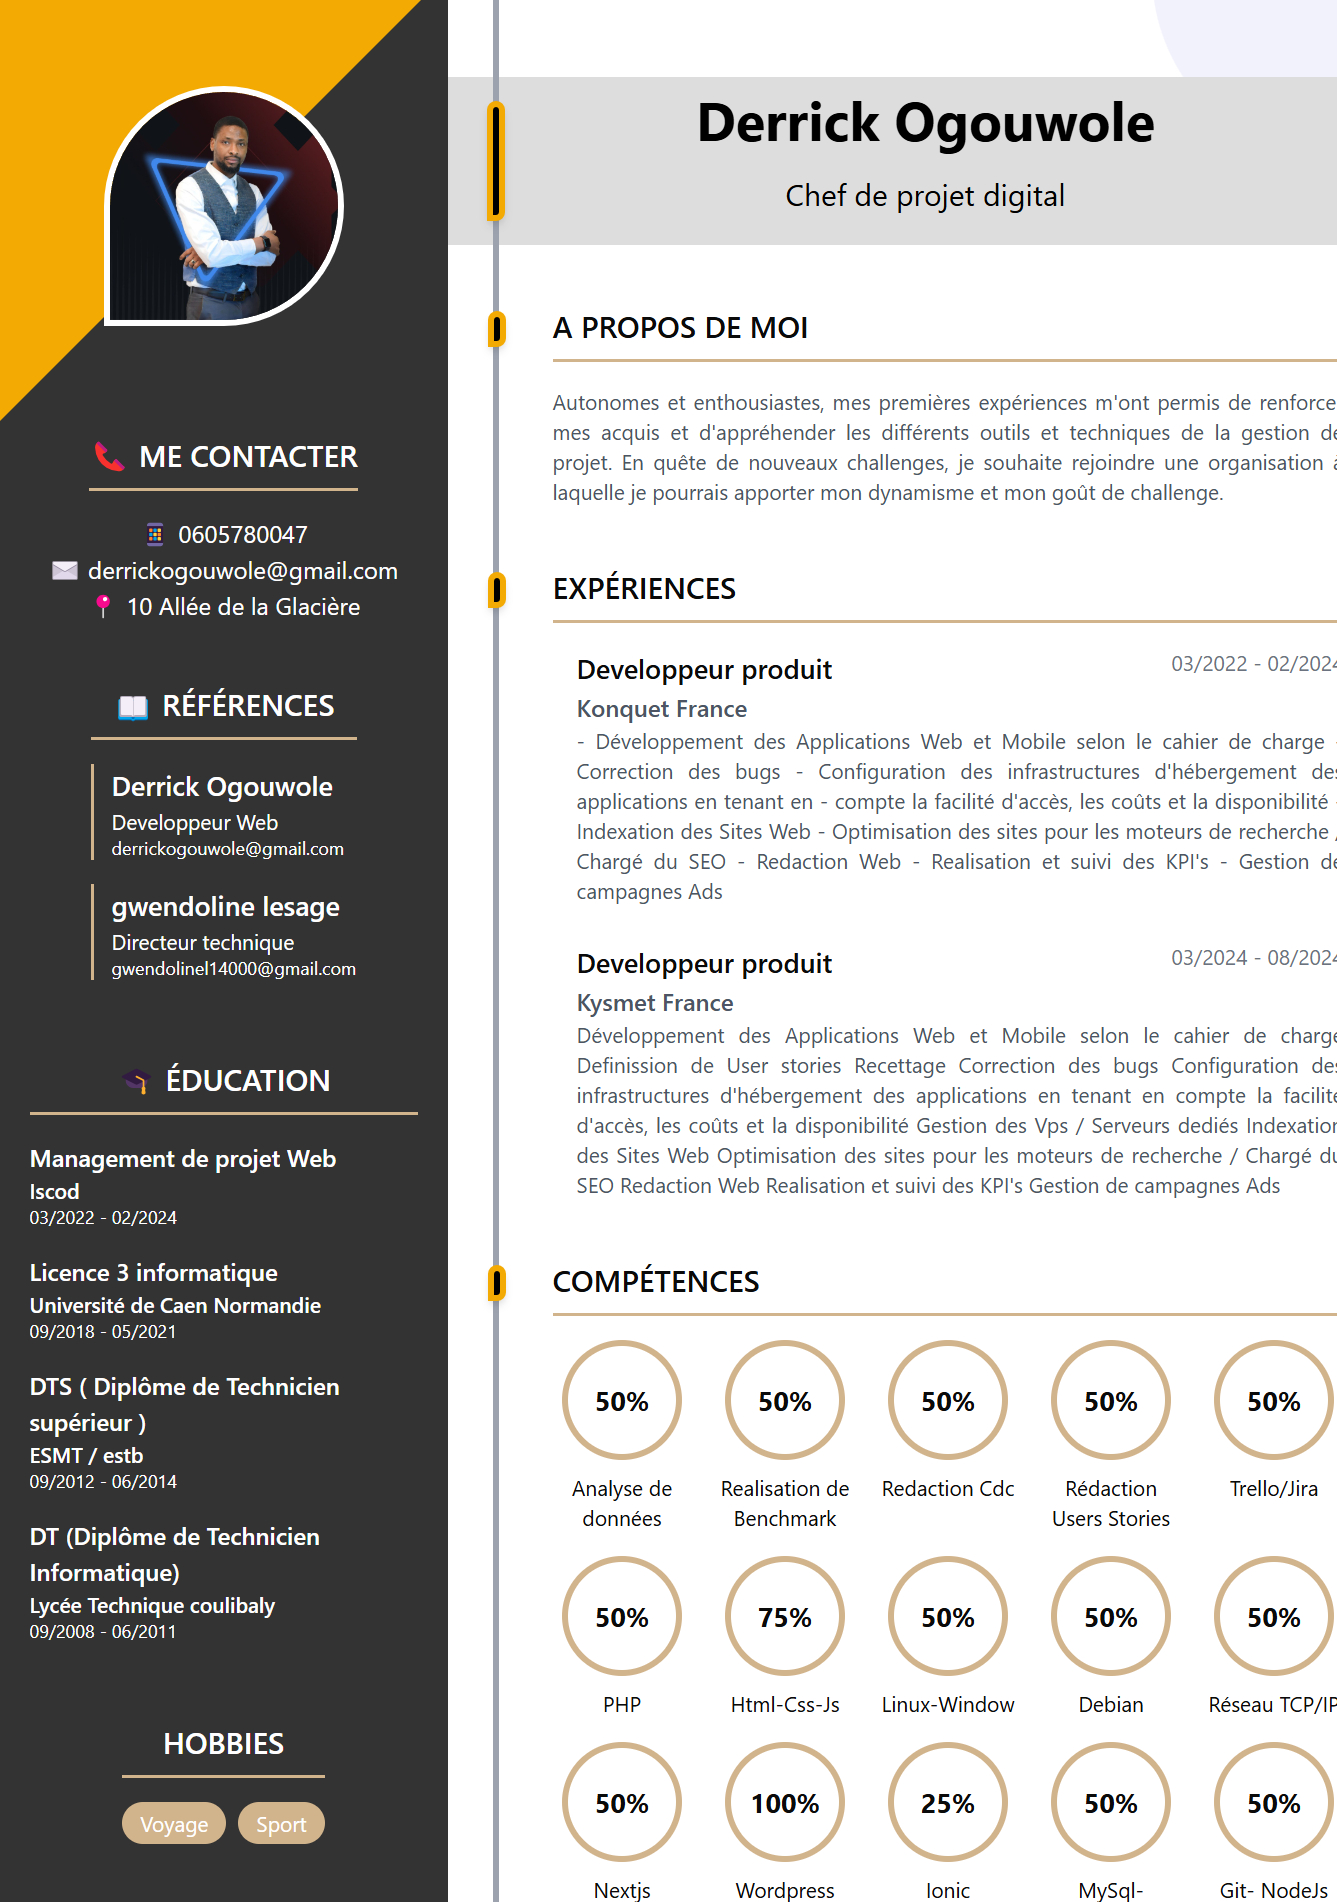 ME CONTACTER
0605780047
derrickogouwole@gmail.com
10 Allée de la Glacière
RÉFÉRENCES
Derrick Ogouwole
Developpeur Web
derrickogouwole@gmail.com
gwendoline lesage
Directeur technique
gwendolinel14000@gmail.com
ÉDUCATION
Management de projet Web
Iscod
03/2022 - 02/2024
Licence 3 informatique
Université de Caen Normandie
09/2018 - 05/2021
DTS ( Diplôme de Technicien
supérieur )
ESMT / estb
09/2012 - 06/2014
DT (Diplôme de Technicien
Informatique)
Lycée Technique coulibaly
09/2008 - 06/2011
HOBBIES
Voyage Sport
Derrick Ogouwole
Chef de projet digital
A PROPOS DE MOI
Autonomes et enthousiastes, mes premières expériences m'ont permis de renforce
mes acquis et d'appréhender les différents outils et techniques de la gestion de
projet. En quête de nouveaux challenges, je souhaite rejoindre une organisation à
laquelle je pourrais apporter mon dynamisme et mon goût de challenge.
EXPÉRIENCES
Developpeur produit 03/2022 - 02/2024
Konquet France
- Développement des Applications Web et Mobile selon le cahier de charge -
Correction des bugs - Configuration des infrastructures d'hébergement des
applications en tenant en - compte la facilité d'accès, les coûts et la disponibilité -
Indexation des Sites Web - Optimisation des sites pour les moteurs de recherche /
Chargé du SEO - Redaction Web - Realisation et suivi des KPI's - Gestion de
campagnes Ads
Developpeur produit 03/2024 - 08/2024
Kysmet France
Développement des Applications Web et Mobile selon le cahier de charge
Definission de User stories Recettage Correction des bugs Configuration des
infrastructures d'hébergement des applications en tenant en compte la facilité
d'accès, les coûts et la disponibilité Gestion des Vps / Serveurs dediés Indexation
des Sites Web Optimisation des sites pour les moteurs de recherche / Chargé du
SEO Redaction Web Realisation et suivi des KPI's Gestion de campagnes Ads
COMPÉTENCES
50% 50% 50% 50% 50%
Analyse de Realisation de Redaction Cdc Rédaction Trello/Jira
données Benchmark Users Stories
50% 75% 50% 50% 50%
PHP Html-Css-Js Linux-Window Debian Réseau TCP/IP
50% 100% 25% 50% 50%
Nextjs Wordpress Ionic MySql- Git- NodeJs